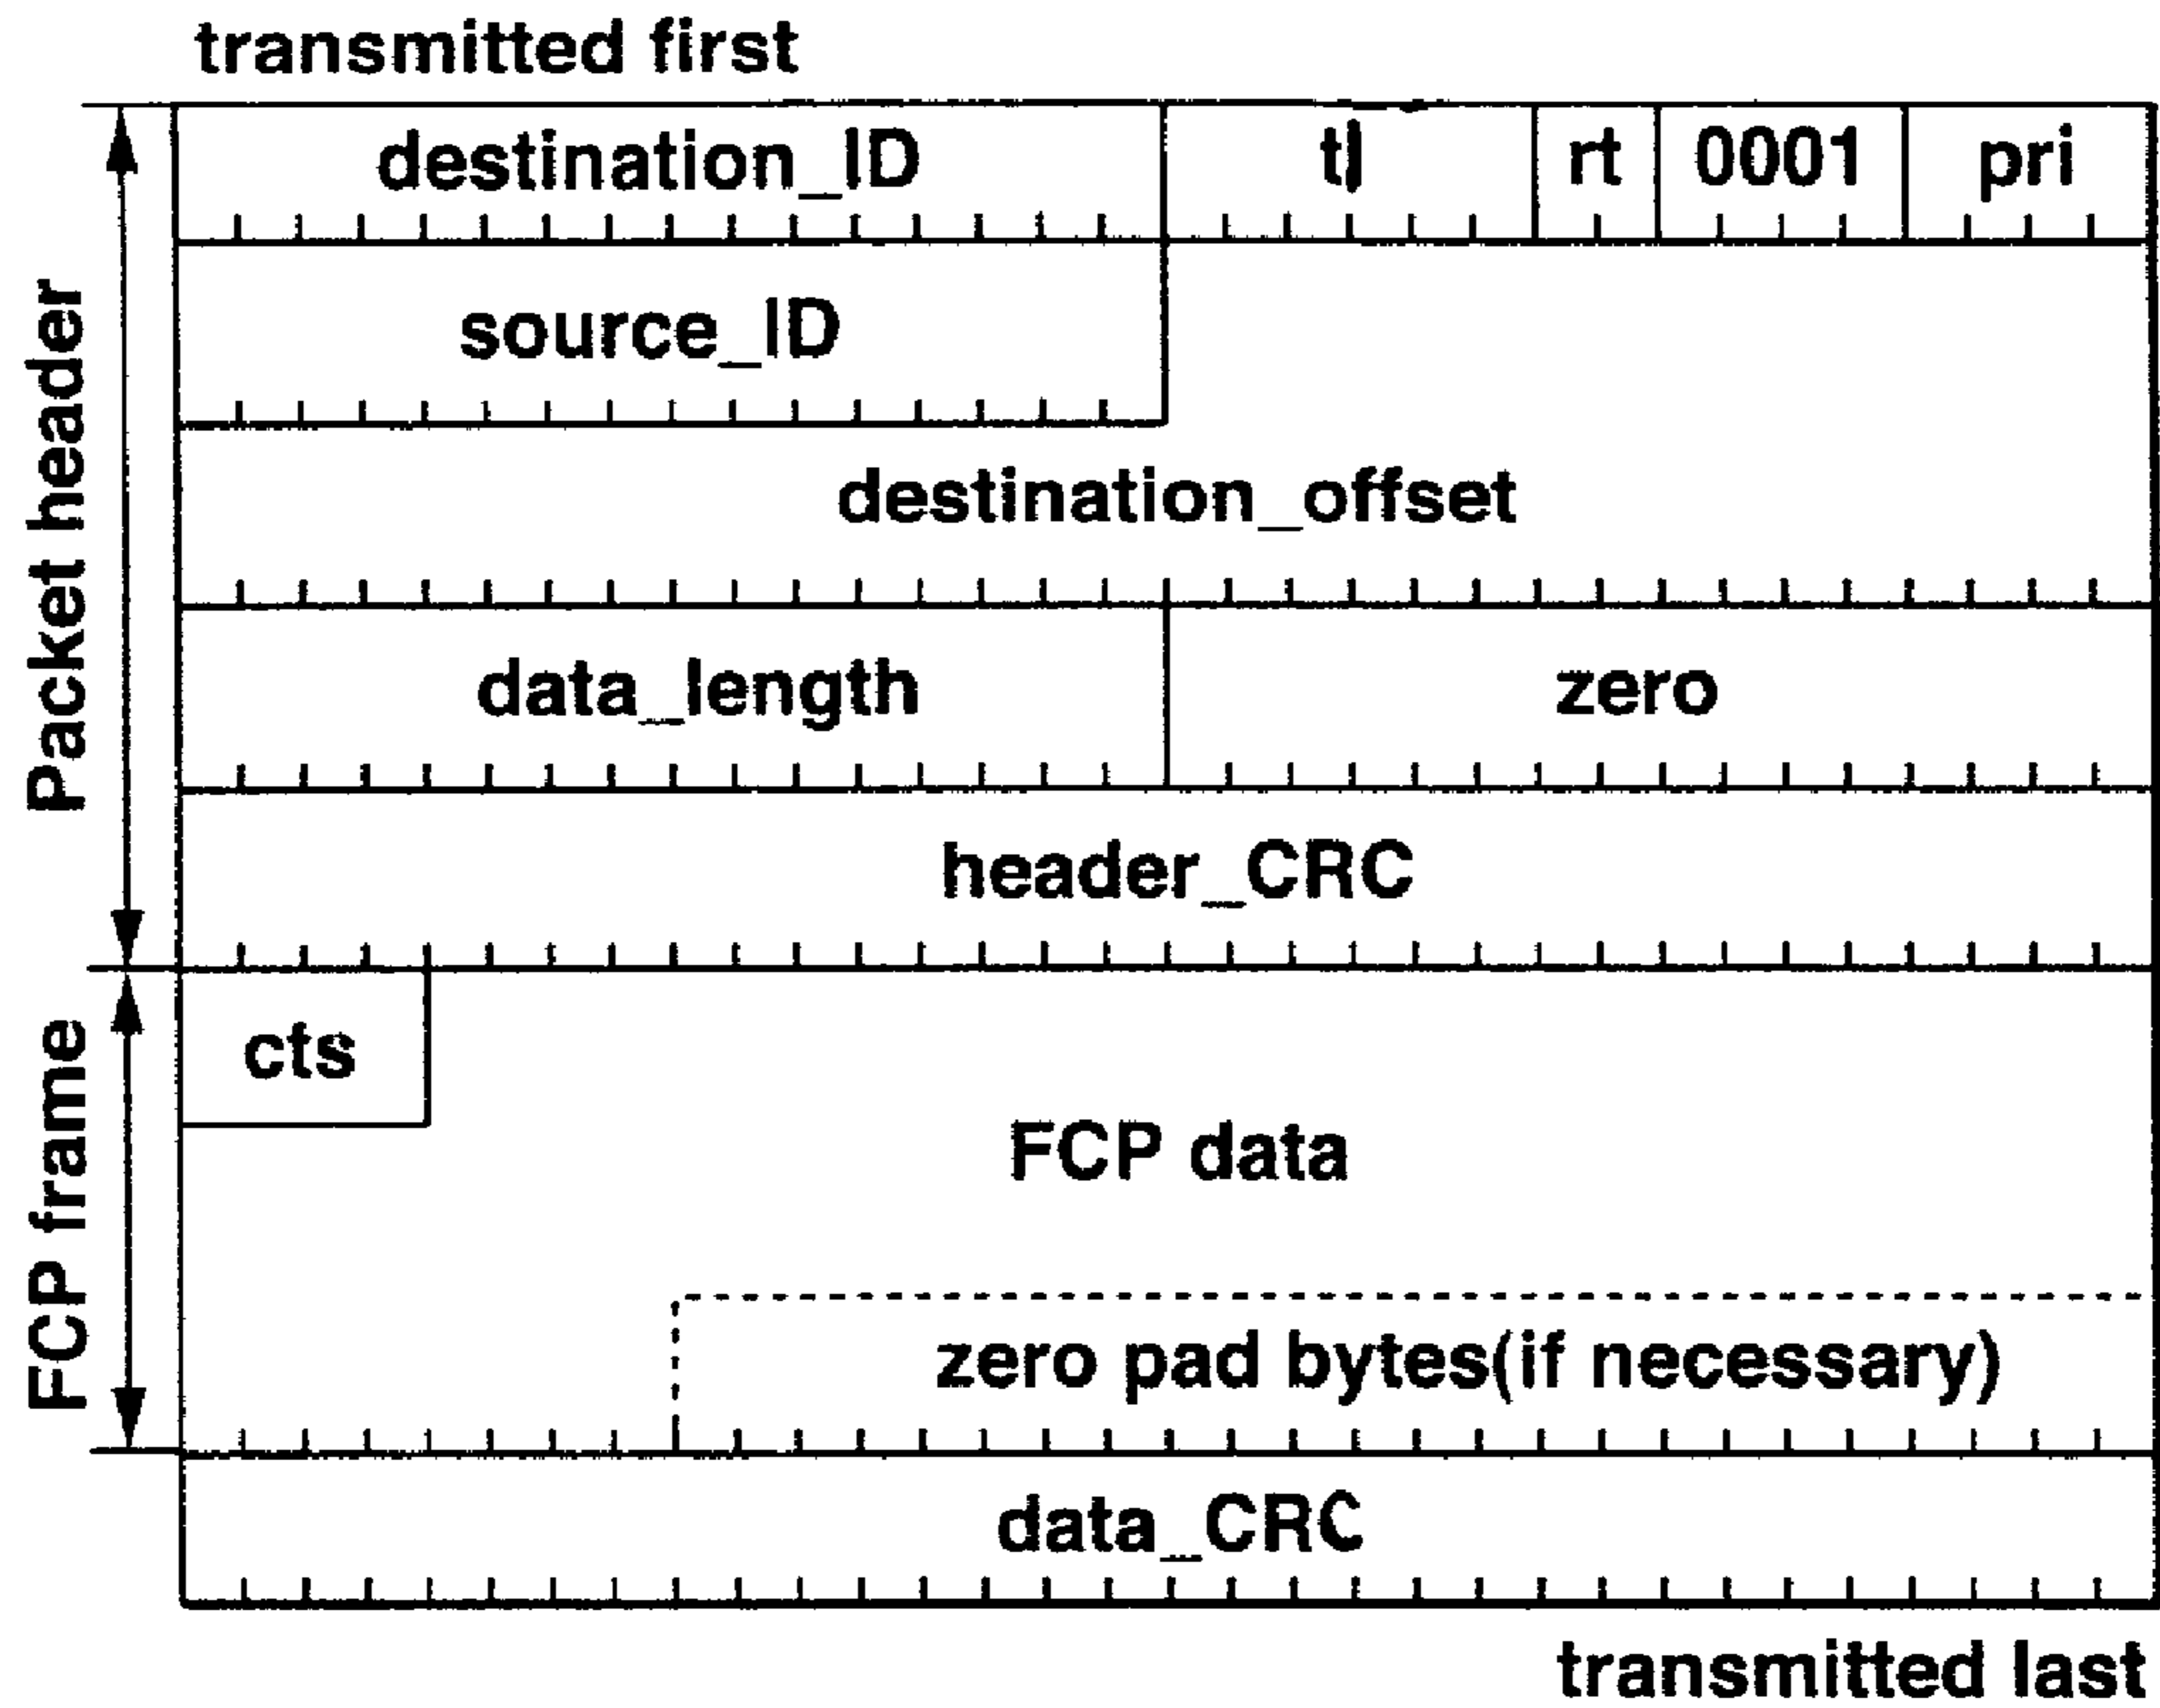 transmitted first
destination_ID tl rt 0001 pri
source_ID
destination_offset
data_length zero
header_CRC
Packet header
cts
FCP data
zero pad bytes(if necessary)
FCP frame
data_CRC
transmitted last